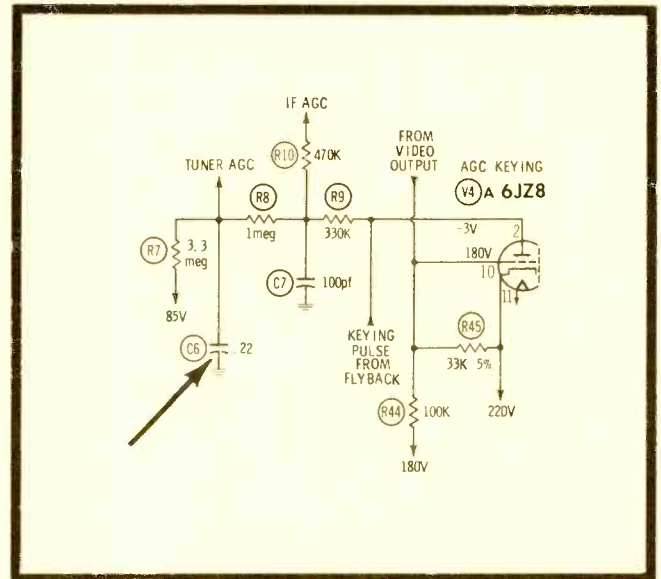 IF AGC
R10 470K
FROM
VIDEO
OUTPUT
TUNER AGC
AGC KEYING
V4 A 6JZ8
R8
1meg
R9
330K
-3V
2
R7 3.3
meg
180V
10
11
C7 100pf
85V
C6 .22
KEYING
PULSE
FROM
FLYBACK
R45
33K 5%
R44 100K
220V
180V